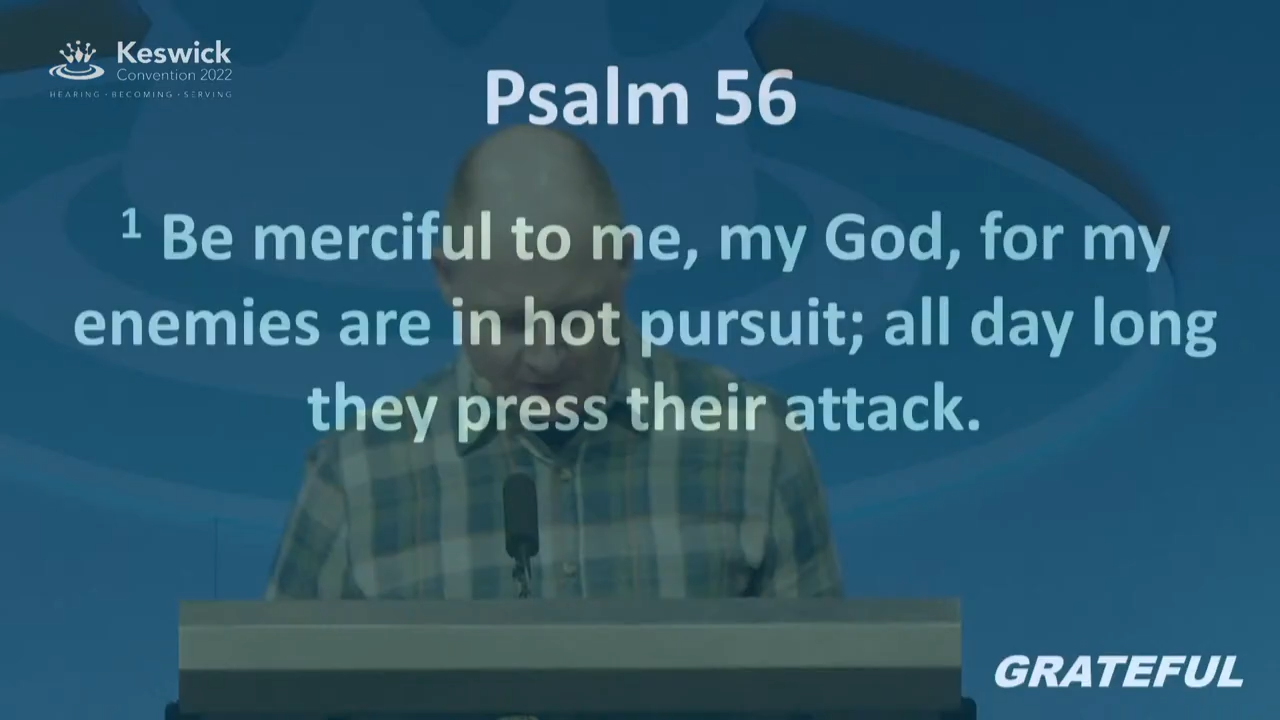 Keswick
Convention 2022
HEARING · BECOMING · SERVING
Psalm 56
1 Be merciful to me, my God, for my
enemies are in hot pursuit; all day long
they press their attack.
GRATEFUL